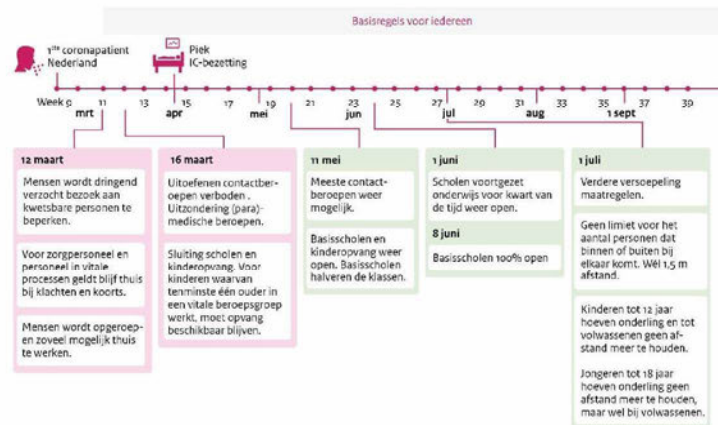 Basisregels voor iedereen
1ste coronapatient
Nederland
Piek
IC-bezetting
Week 9 11 13 15 17 19 21 23 25 27 29 31 33 35 37 39
mrt apr mei jun jul aug 1 sept
12 maart
Mensen wordt dringend
verzocht bezoek aan
kwetsbare personen te
beperken.
Voor zorgpersoneel en
personeel in vitale
processen geldt blijf thuis
bij klachten en koorts.
Mensen wordt opgeroep-
en zoveel mogelijk thuis
te werken.
16 maart
Uitoefenen contactber-
oepen verboden .
Uitzondering (para)-
medische beroepen.
Sluiting scholen en
kinderopvang. Voor
kinderen waarvan
tenminste één ouder in
een vitale beroepsgroep
werkt, moet opvang
beschikbaar blijven.
11 mei
Meeste contact-
beroepen weer
mogelijk.
Basisscholen en
kinderopvang weer
open. Basisscholen
halveren de klassen.
1 juni
Scholen voortgezet
onderwijs voor kwart van
de tijd weer open.
8 juni
Basisscholen 100% open
1 juli
Verdere versoepeling
maatregelen.
Geen limiet voor het
aantal personen dat
binnen of buiten bij
elkaar komt. Wél 1,5 m
afstand.
Kinderen tot 12 jaar
hoeven onderling en tot
volwassenen geen af-
stand meer te houden.
Jongeren tot 18 jaar
hoeven onderling geen
afstand meer te houden,
maar wel bij volwassenen.